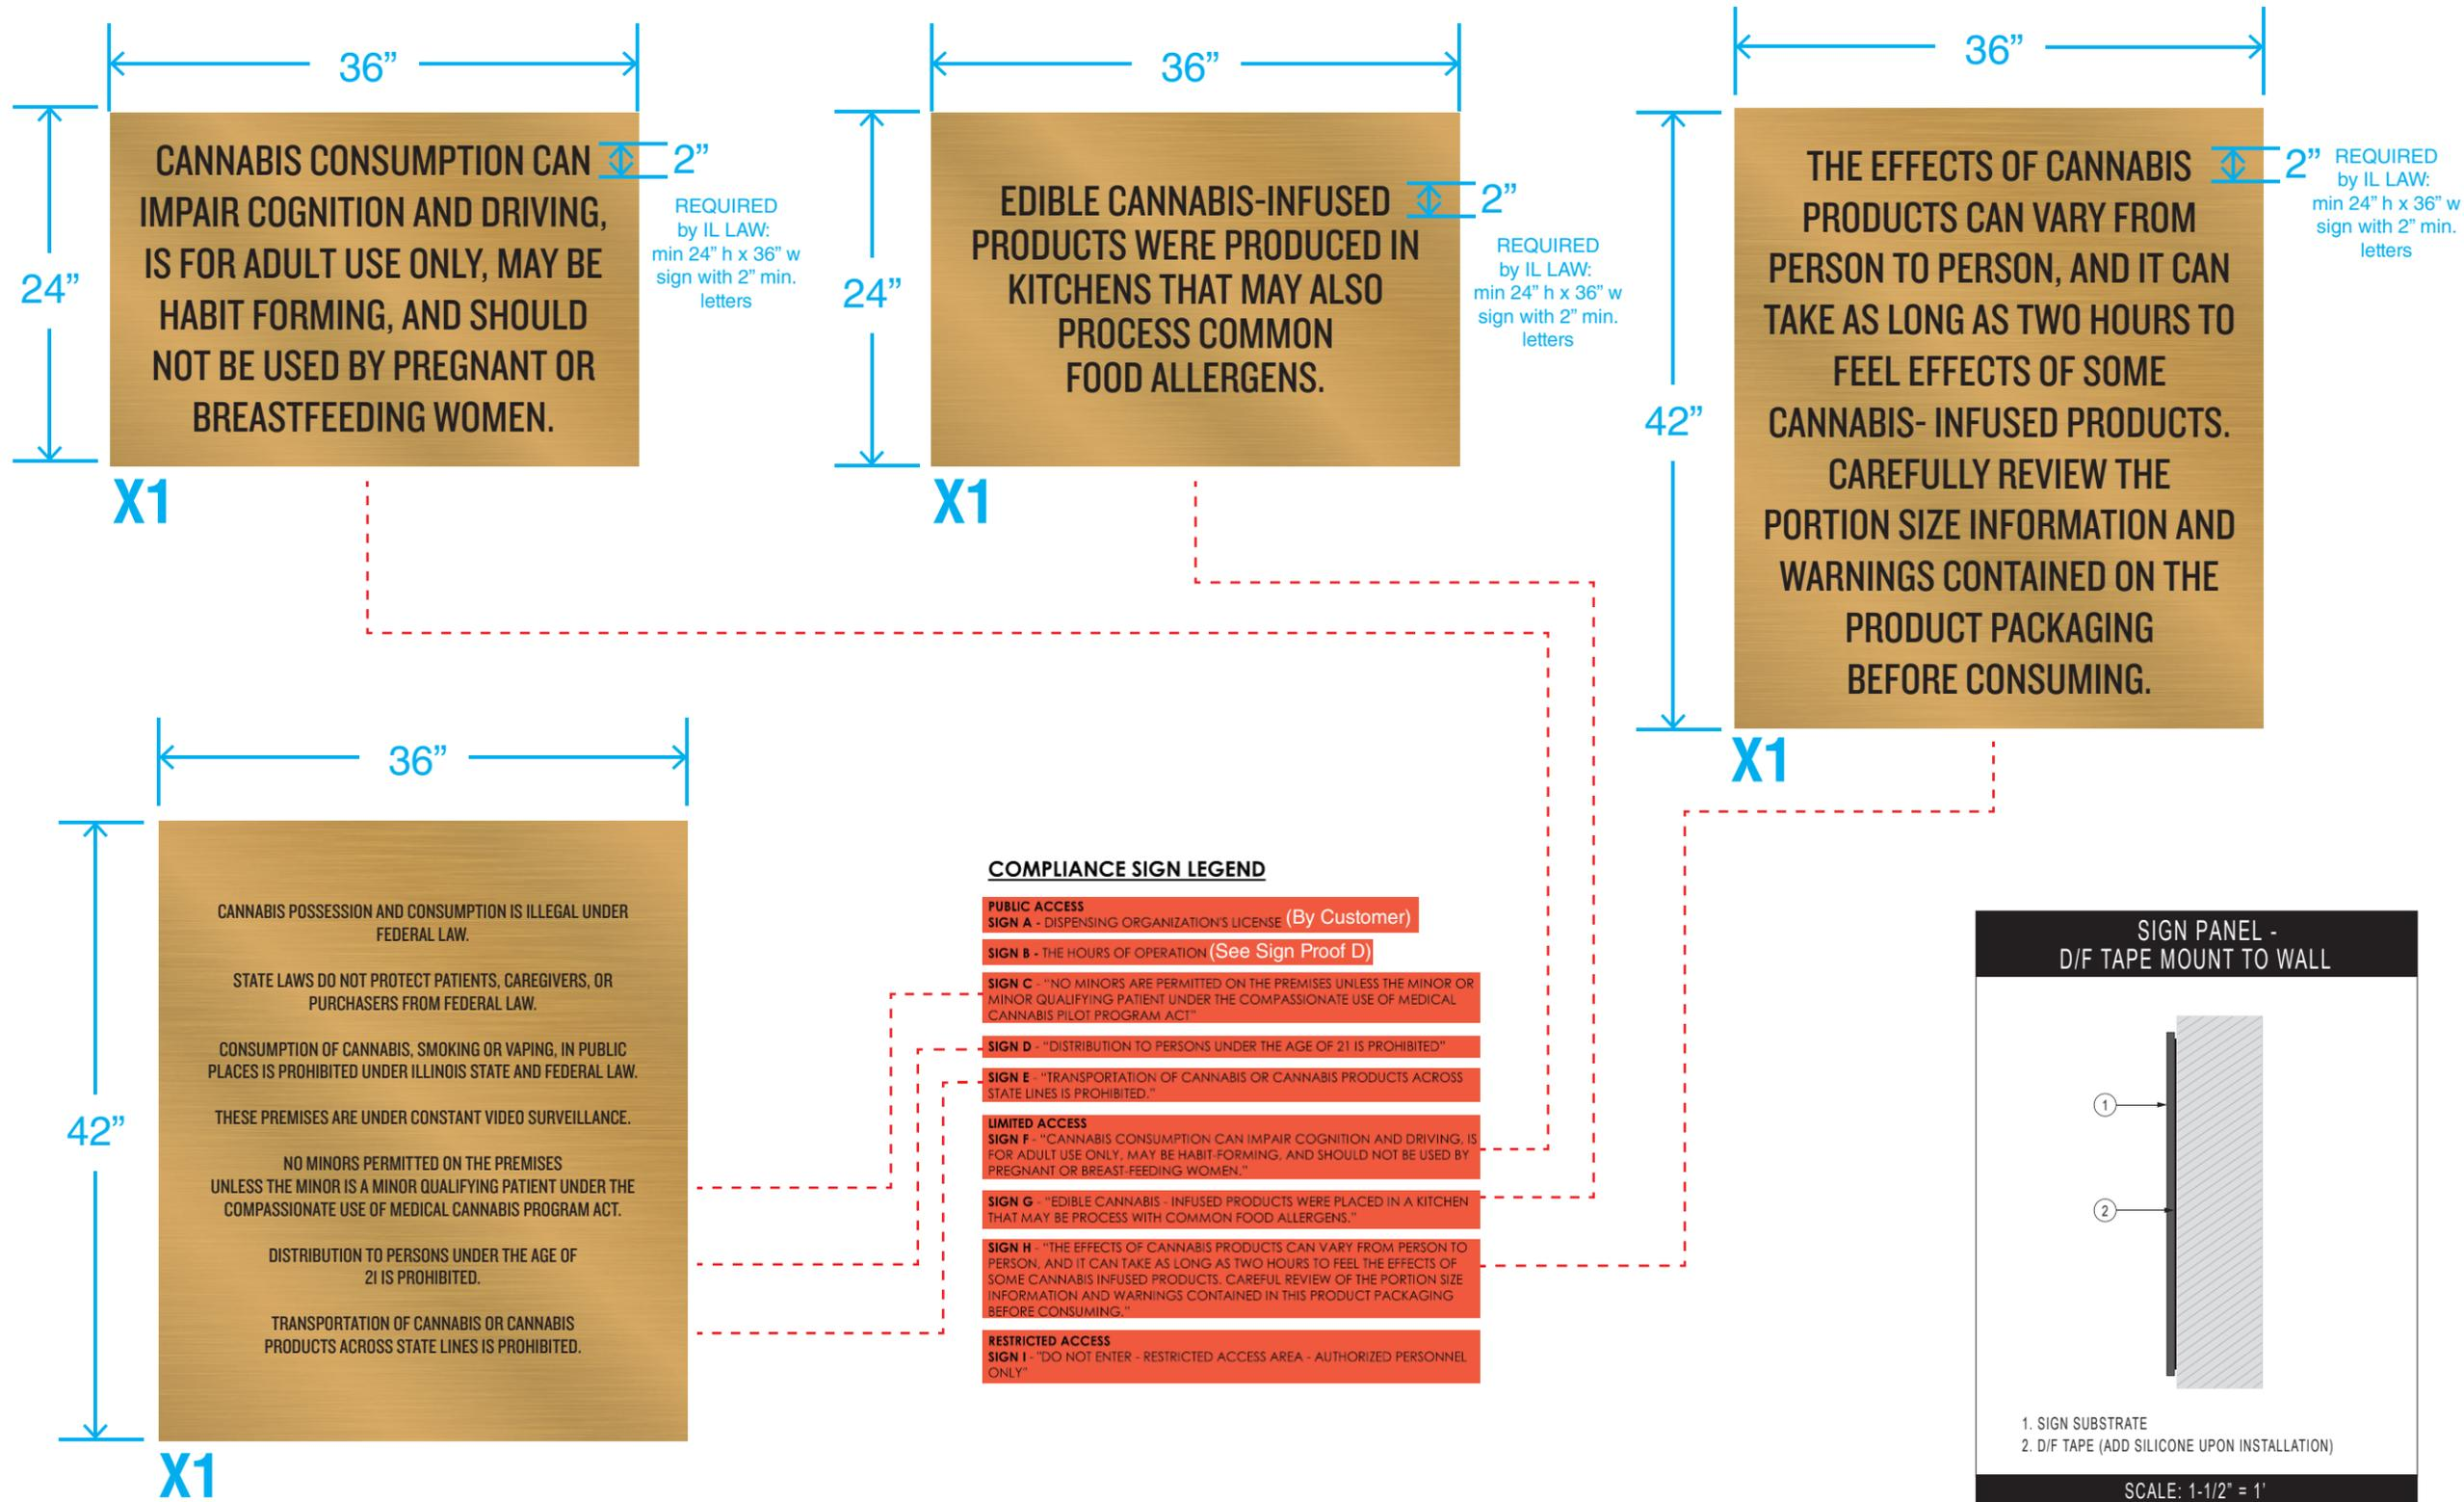 36”
24”
CANNABIS CONSUMPTION CAN
IMPAIR COGNITION AND DRIVING,
IS FOR ADULT USE ONLY, MAY BE
HABIT FORMING, AND SHOULD
NOT BE USED BY PREGNANT OR
BREASTFEEDING WOMEN.
2”
REQUIRED
by IL LAW:
min 24” h x 36” w
sign with 2” min.
letters
X1
36”
24”
EDIBLE CANNABIS-INFUSED
PRODUCTS WERE PRODUCED IN
KITCHENS THAT MAY ALSO
PROCESS COMMON
FOOD ALLERGENS.
2”
REQUIRED
by IL LAW:
min 24” h x 36” w
sign with 2” min.
letters
X1
36”
42”
THE EFFECTS OF CANNABIS
PRODUCTS CAN VARY FROM
PERSON TO PERSON, AND IT CAN
TAKE AS LONG AS TWO HOURS TO
FEEL EFFECTS OF SOME
CANNABIS- INFUSED PRODUCTS.
CAREFULLY REVIEW THE
PORTION SIZE INFORMATION AND
WARNINGS CONTAINED ON THE
PRODUCT PACKAGING
BEFORE CONSUMING.
2”
REQUIRED
by IL LAW:
min 24” h x 36” w
sign with 2” min.
letters
X1
36”
42”
CANNABIS POSSESSION AND CONSUMPTION IS ILLEGAL UNDER
FEDERAL LAW.
STATE LAWS DO NOT PROTECT PATIENTS, CAREGIVERS, OR
PURCHASERS FROM FEDERAL LAW.
CONSUMPTION OF CANNABIS, SMOKING OR VAPING, IN PUBLIC
PLACES IS PROHIBITED UNDER ILLINOIS STATE AND FEDERAL LAW.
THESE PREMISES ARE UNDER CONSTANT VIDEO SURVEILLANCE.
NO MINORS PERMITTED ON THE PREMISES
UNLESS THE MINOR IS A MINOR QUALIFYING PATIENT UNDER THE
COMPASSIONATE USE OF MEDICAL CANNABIS PROGRAM ACT.
DISTRIBUTION TO PERSONS UNDER THE AGE OF
21 IS PROHIBITED.
TRANSPORTATION OF CANNABIS OR CANNABIS
PRODUCTS ACROSS STATE LINES IS PROHIBITED.
X1
COMPLIANCE SIGN LEGEND
PUBLIC ACCESS
SIGN A - DISPENSING ORGANIZATION'S LICENSE (By Customer)
SIGN B - THE HOURS OF OPERATION (See Sign Proof D)
SIGN C - "NO MINORS ARE PERMITTED ON THE PREMISES UNLESS THE MINOR OR
MINOR QUALIFYING PATIENT UNDER THE COMPASSIONATE USE OF MEDICAL
CANNABIS PILOT PROGRAM ACT"
SIGN D - "DISTRIBUTION TO PERSONS UNDER THE AGE OF 21 IS PROHIBITED"
SIGN E - "TRANSPORTATION OF CANNABIS OR CANNABIS PRODUCTS ACROSS
STATE LINES IS PROHIBITED."
LIMITED ACCESS
SIGN F - "CANNABIS CONSUMPTION CAN IMPAIR COGNITION AND DRIVING, IS
FOR ADULT USE ONLY, MAY BE HABIT-FORMING, AND SHOULD NOT BE USED BY
PREGNANT OR BREAST-FEEDING WOMEN."
SIGN G - "EDIBLE CANNABIS - INFUSED PRODUCTS WERE PLACED IN A KITCHEN
THAT MAY BE PROCESS WITH COMMON FOOD ALLERGENS."
SIGN H - "THE EFFECTS OF CANNABIS PRODUCTS CAN VARY FROM PERSON TO
PERSON, AND IT CAN TAKE AS LONG AS TWO HOURS TO FEEL THE EFFECTS OF
SOME CANNABIS INFUSED PRODUCTS. CAREFUL REVIEW OF THE PORTION SIZE
INFORMATION AND WARNINGS CONTAINED IN THIS PRODUCT PACKAGING
BEFORE CONSUMING."
RESTRICTED ACCESS
SIGN I - "DO NOT ENTER - RESTRICTED ACCESS AREA - AUTHORIZED PERSONNEL
ONLY"
SIGN PANEL -
D/F TAPE MOUNT TO WALL
1
2
1. SIGN SUBSTRATE
2. D/F TAPE (ADD SILICONE UPON INSTALLATION)
SCALE: 1-1/2” = 1’